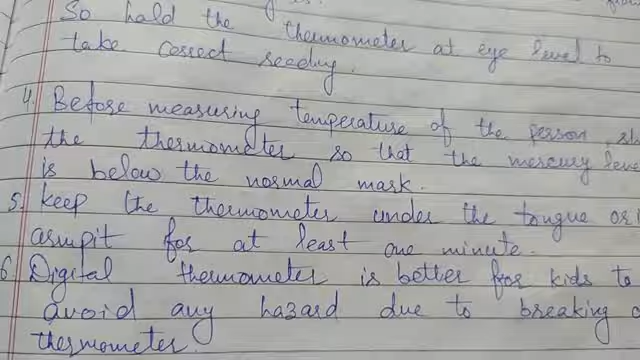 So hold the thermometer at eye level to
take correct reading.
4. Before measuring temperature of the person,
the thermometer so that the mercury level
is below the normal mark.
5. keep the thermometer under the tongue or
armpit for at least one minute.
6. Digital thermometer is better for kids to
avoid any hazard due to breaking
thermometer.